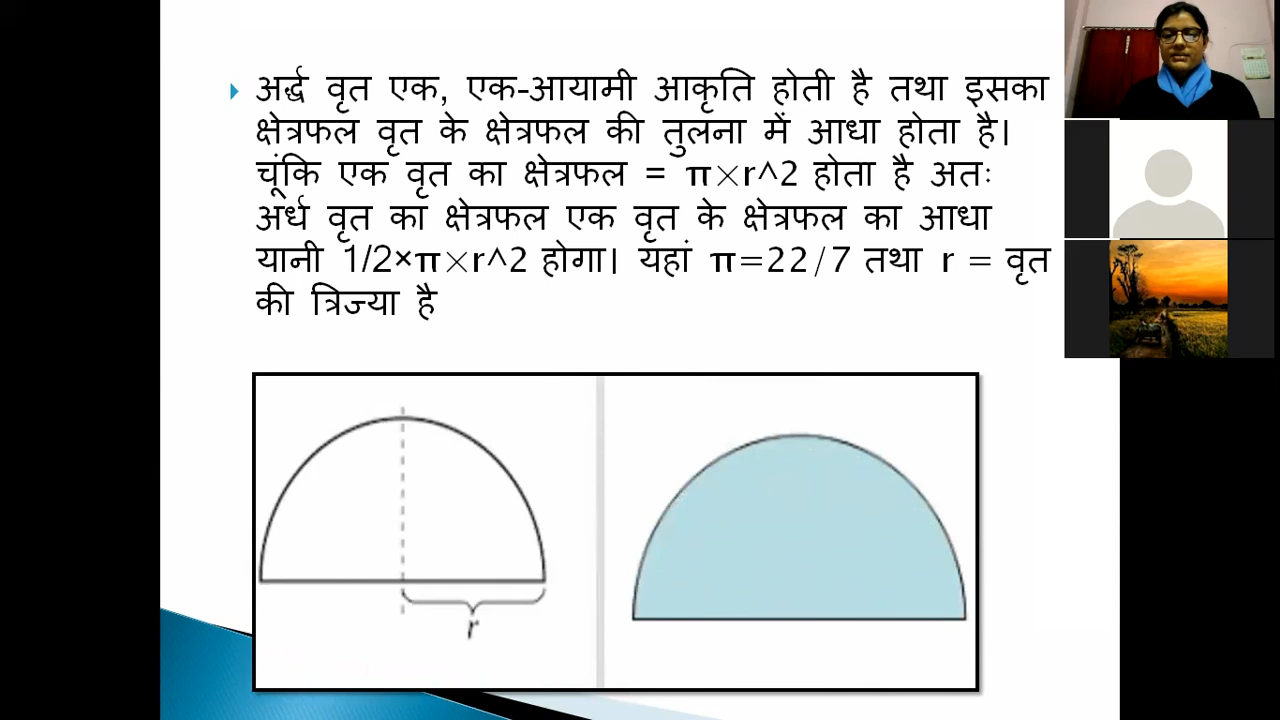 अर्द्ध वृत एक, एक-आयामी आकृति होती है तथा इसका
क्षेत्रफल वृत के क्षेत्रफल की तुलना में आधा होता है।
चूंकि एक वृत का क्षेत्रफल = π×r^2 होता है अतः
अर्ध वृत का क्षेत्रफल एक वृत के क्षेत्रफल का आधा
यानी 1/2×π×r^2 होगा। यहां π=22/7 तथा r = वृत
की त्रिज्या है
r